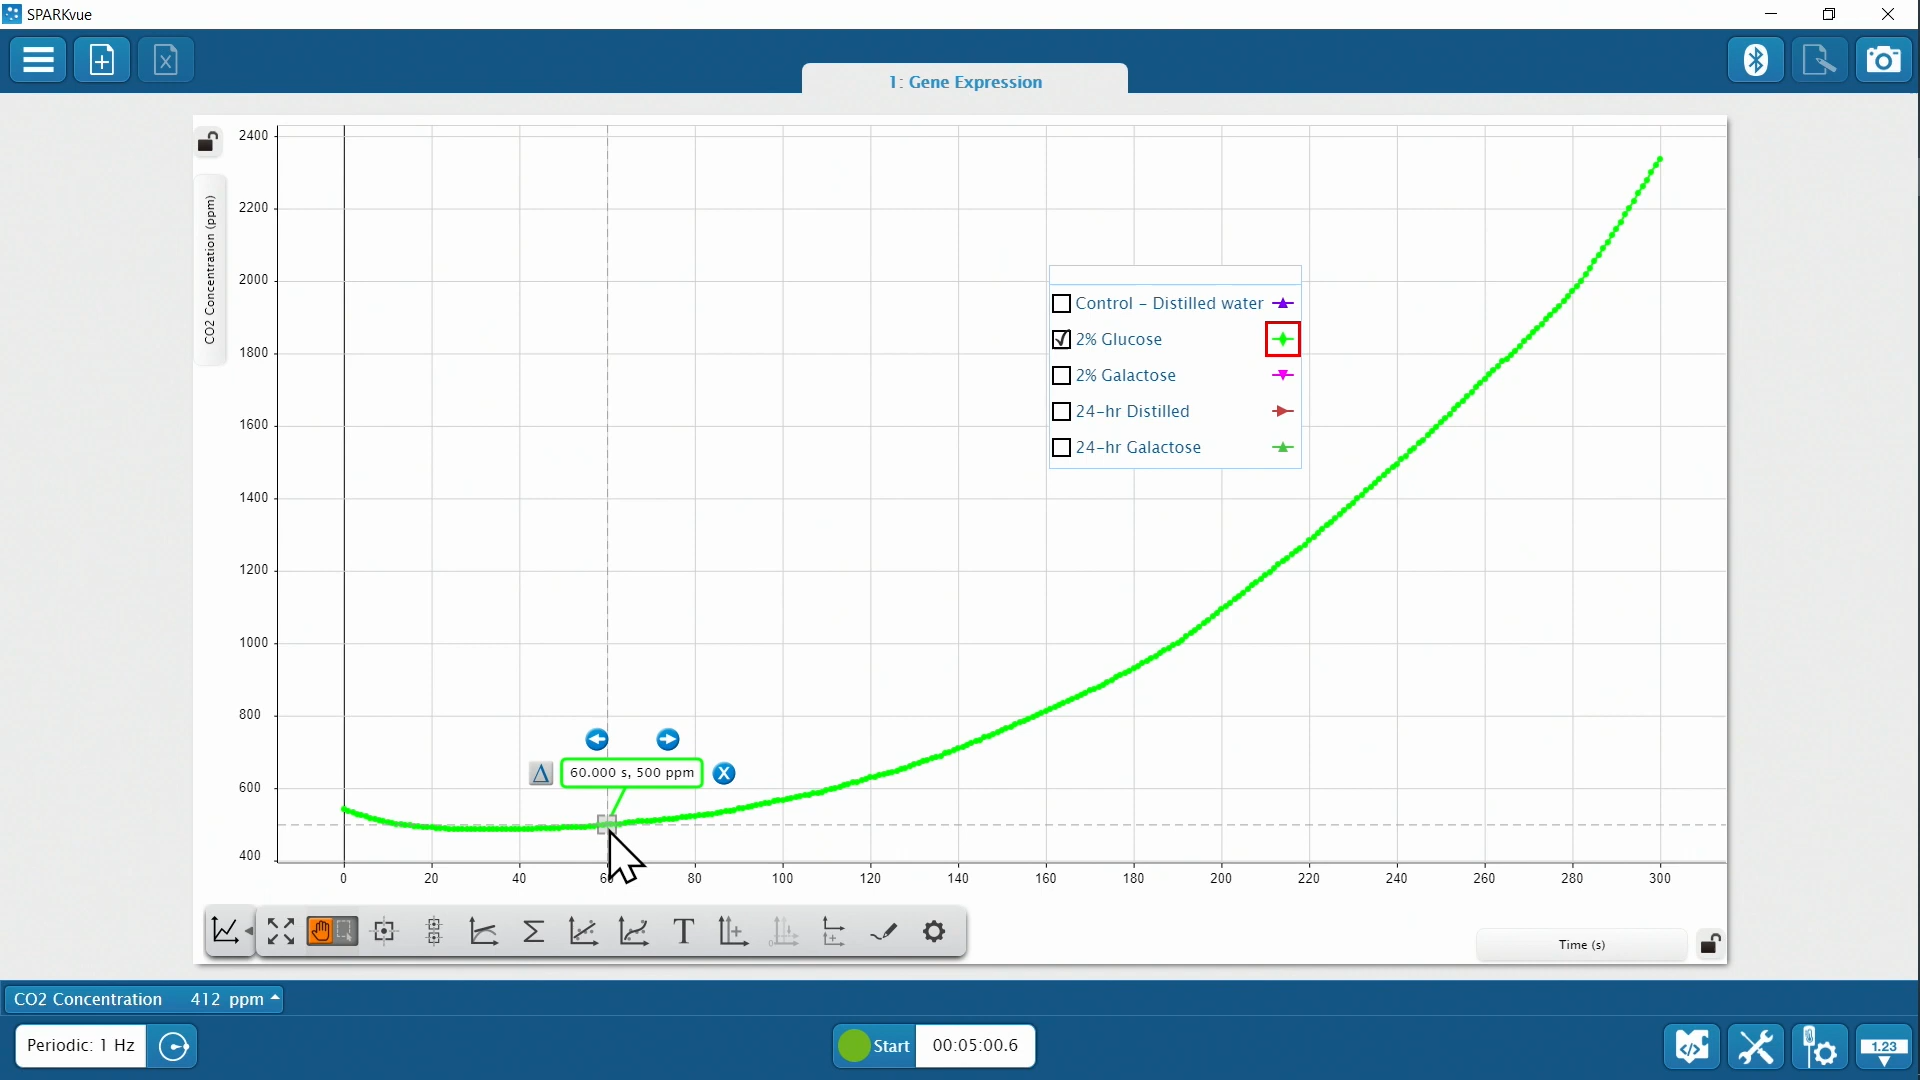 SPARKvue
1: Gene Expression
2400
2200
2000
1800
1600
1400
1200
1000
800
600
400
CO2 Concentration (ppm)
Control - Distilled water
2% Glucose
2% Galactose
24-hr Distilled
24-hr Galactose
Δ 60.000 s, 500 ppm X
0 20 40 60 80 100 120 140 160 180 200 220 240 260 280 300
Σ T
Time (s)
CO2 Concentration 412 ppm
Periodic: 1 Hz
Start 00:05:00.6
1.23